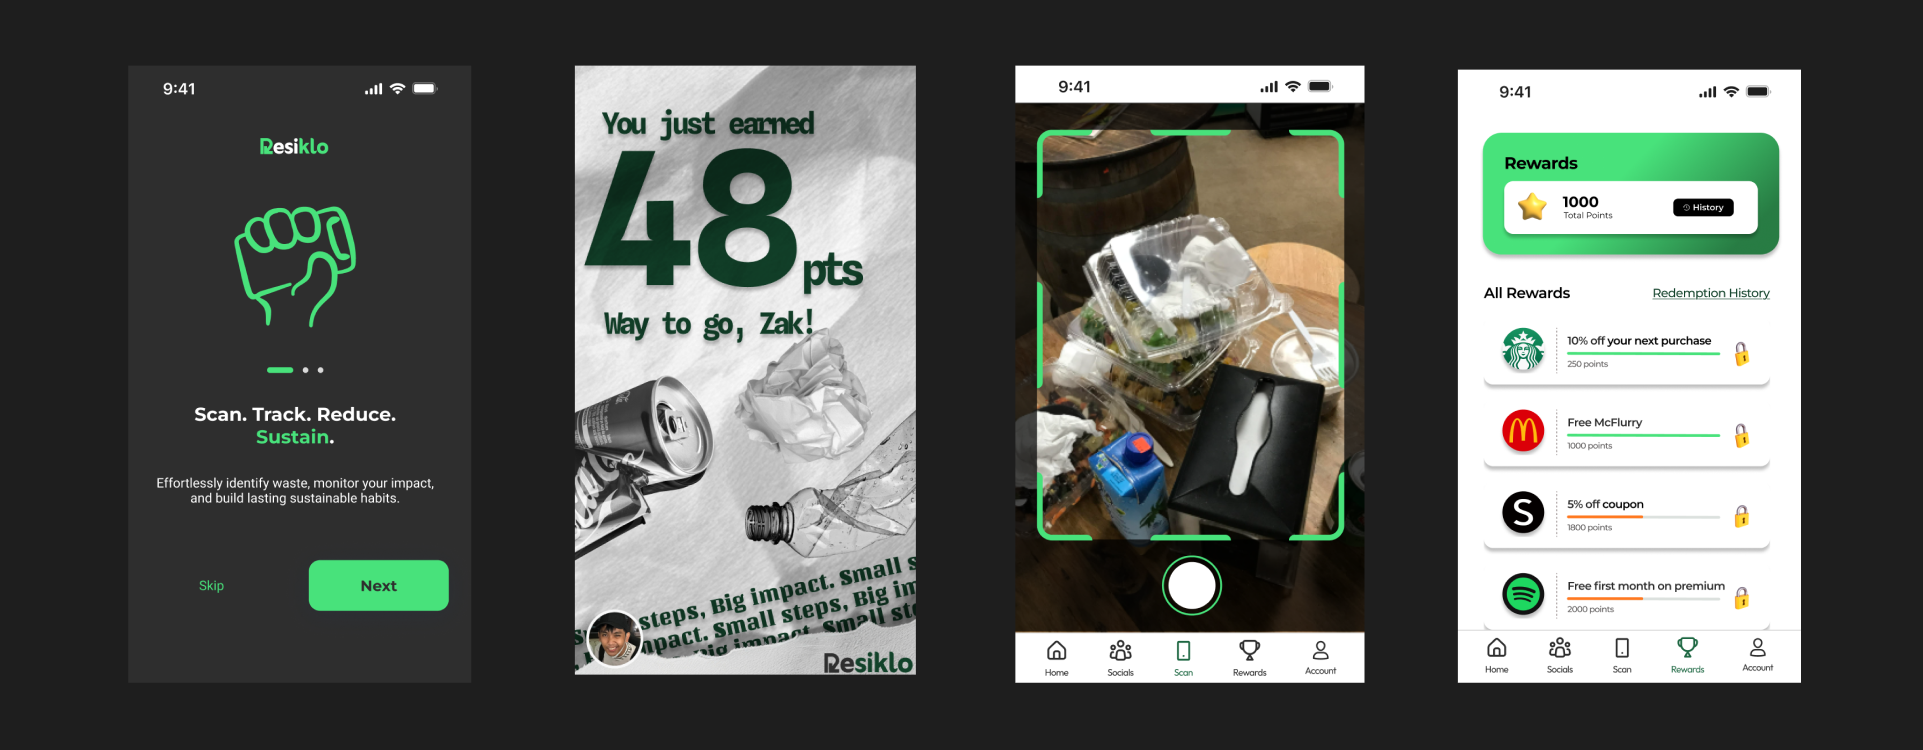 9:41
Resiklo
Scan. Track. Reduce.
Sustain.
Effortlessly identify waste, monitor your impact,
and build lasting sustainable habits.
Skip
Next
You just earned
48
pts
Way to go, Zak!
steps, Big impact. Small s
mpact. Small steps, Big im
Big impact. Small ste
Resiklo
9:41
Home
Socials
Scan
Rewards
Account
9:41
Rewards
1000
Total Points
History
All Rewards
Redemption History
10% off your next purchase
250 points
Free McFlurry
1000 points
S
5% off coupon
1800 points
Free first month on premium
2000 points
Home
Socials
Scan
Rewards
Account